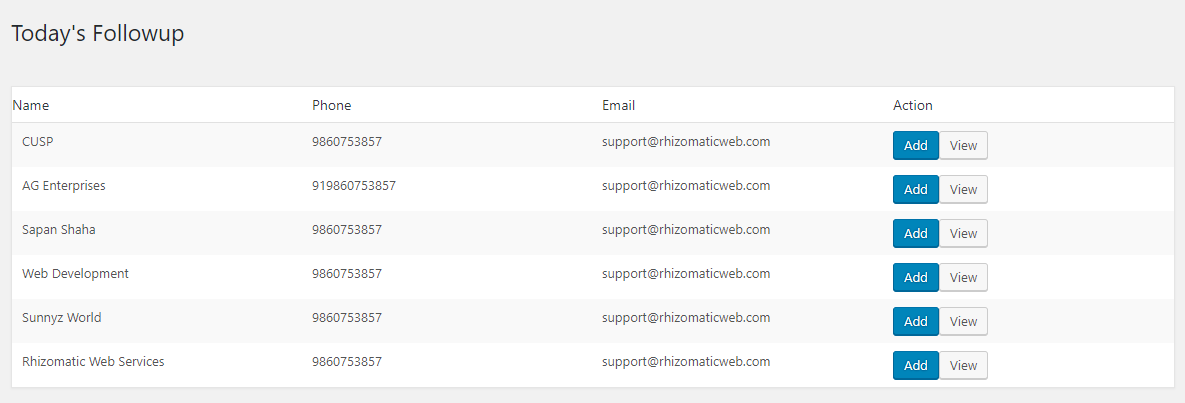 Today's Followup
Name Phone Email Action
CUSP 9860753857 support@rhizomaticweb.com Add View
AG Enterprises 919860753857 support@rhizomaticweb.com Add View
Sapan Shaha 9860753857 support@rhizomaticweb.com Add View
Web Development 9860753857 support@rhizomaticweb.com Add View
Sunnyz World 9860753857 support@rhizomaticweb.com Add View
Rhizomatic Web Services 9860753857 support@rhizomaticweb.com Add View